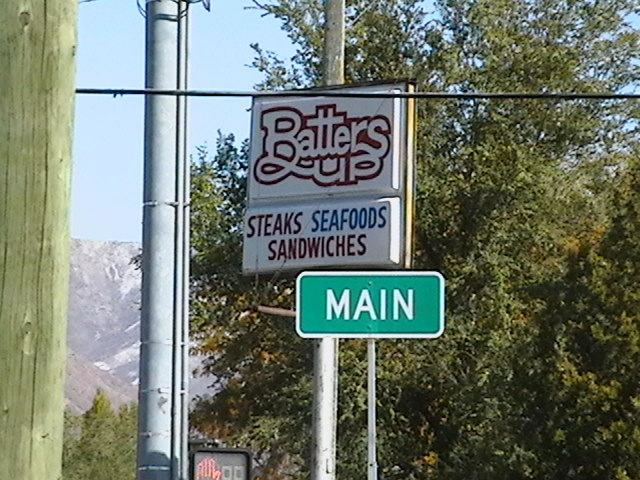 Batters
up
STEAKS SEAFOODS
SANDWICHES
MAIN